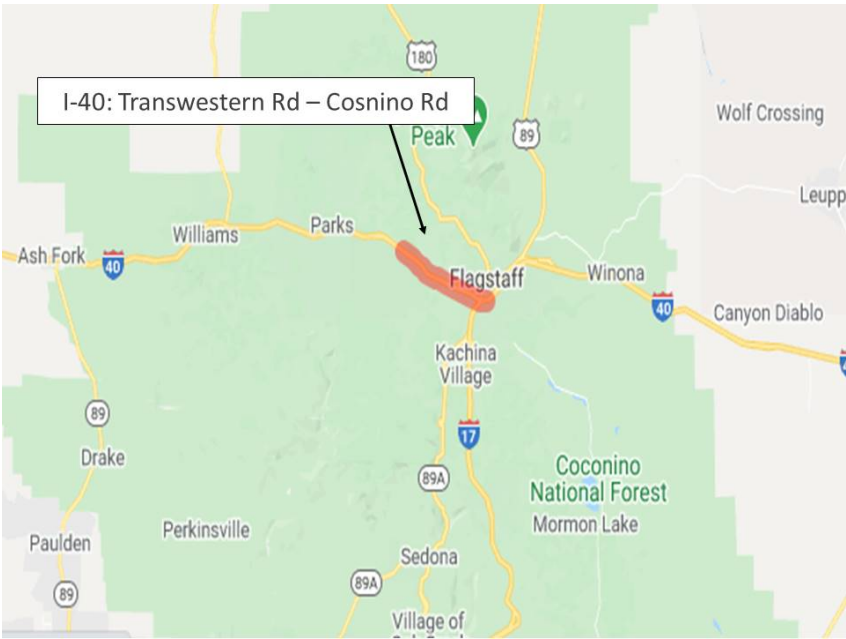 180
I-40: Transwestern Rd – Cosnino Rd
Peak
89
Wolf Crossing
Leupp
Williams
Parks
Ash Fork
40
Flagstaff
Winona
40
Canyon Diablo
Kachina
Village
89
17
Drake
89A
Coconino
National Forest
Mormon Lake
Perkinsville
Paulden
Sedona
89A
89
Village of